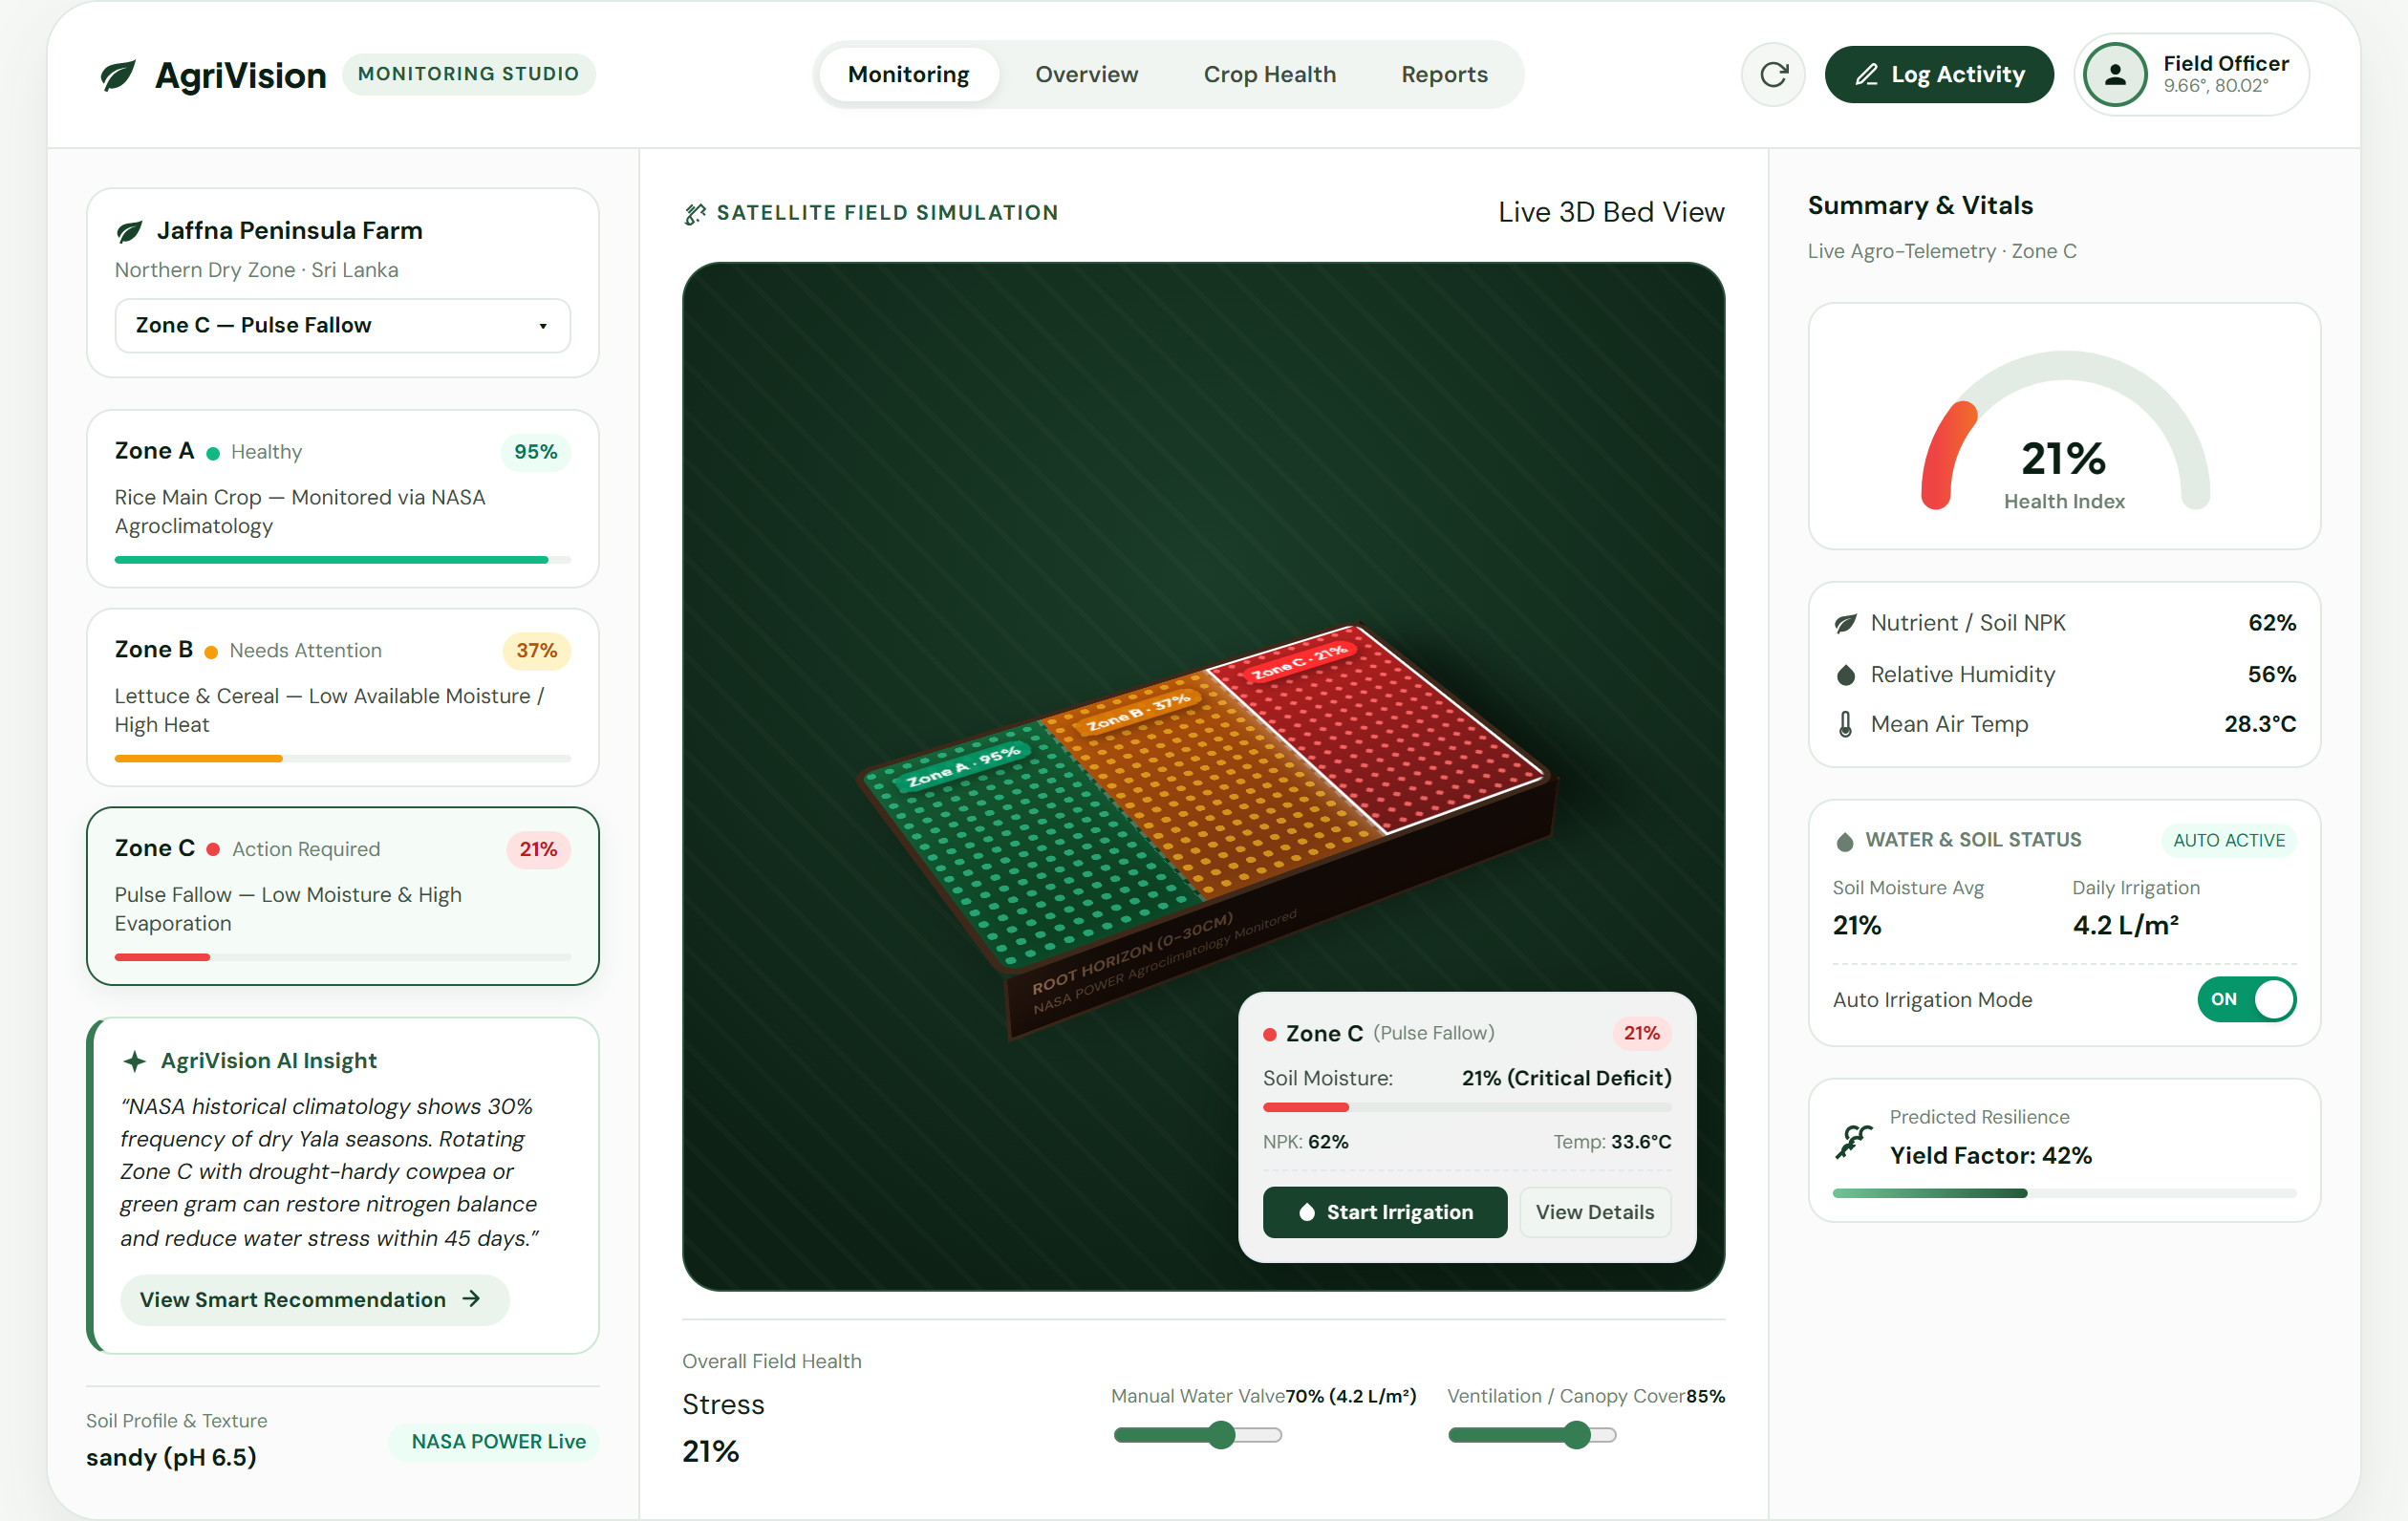 AgriVision
MONITORING STUDIO
Monitoring
Overview
Crop Health
Reports
Log Activity
Field Officer
9.66°, 80.02°
Jaffna Peninsula Farm
Northern Dry Zone · Sri Lanka
Zone C — Pulse Fallow
Zone A
Healthy
95%
Rice Main Crop — Monitored via NASA
Agroclimatology
Zone B
Needs Attention
37%
Lettuce & Cereal — Low Available Moisture /
High Heat
Zone C
Action Required
21%
Pulse Fallow — Low Moisture & High
Evaporation
AgriVision AI Insight
“NASA historical climatology shows 30%
frequency of dry Yala seasons. Rotating
Zone C with drought-hardy cowpea or
green gram can restore nitrogen balance
and reduce water stress within 45 days.”
View Smart Recommendation →
Soil Profile & Texture
sandy (pH 6.5)
NASA POWER Live
SATELLITE FIELD SIMULATION
Live 3D Bed View
Zone A · 95%
Zone B · 37%
Zone C · 21%
ROOT HORIZON (0-30CM)
NASA POWER Agroclimatology Monitored
Zone C (Pulse Fallow)
21%
Soil Moisture:
21% (Critical Deficit)
NPK: 62%
Temp: 33.6°C
Start Irrigation
View Details
Overall Field Health
Stress
21%
Manual Water Valve70% (4.2 L/m²)
Ventilation / Canopy Cover85%
Summary & Vitals
Live Agro-Telemetry · Zone C
21%
Health Index
Nutrient / Soil NPK
62%
Relative Humidity
56%
Mean Air Temp
28.3°C
WATER & SOIL STATUS
AUTO ACTIVE
Soil Moisture Avg
21%
Daily Irrigation
4.2 L/m²
Auto Irrigation Mode
ON
Predicted Resilience
Yield Factor: 42%